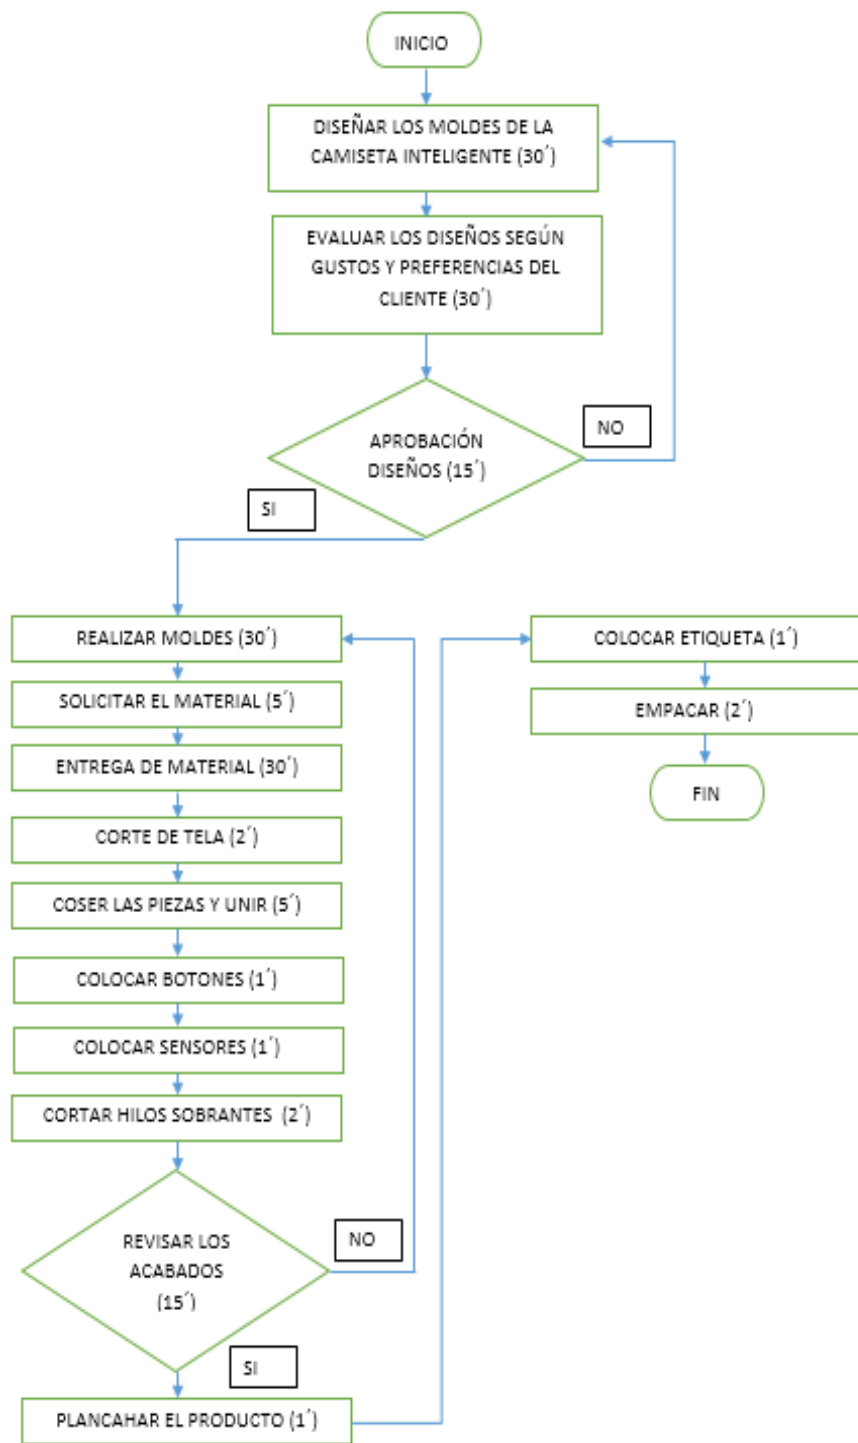 INICIO
DISEÑAR LOS MOLDES DE LA
CAMISETA INTELIGENTE (30´)
EVALUAR LOS DISEÑOS SEGÚN
GUSTOS Y PREFERENCIAS DEL
CLIENTE (30´)
APROBACIÓN
DISEÑOS (15´)
NO
SI
REALIZAR MOLDES (30´)
SOLICITAR EL MATERIAL (5´)
ENTREGA DE MATERIAL (30´)
CORTE DE TELA (2´)
COSER LAS PIEZAS Y UNIR (5´)
COLOCAR BOTONES (1´)
COLOCAR SENSORES (1´)
CORTAR HILOS SOBRANTES (2´)
REVISAR LOS
ACABADOS
(15´)
NO
SI
PLANCAHAR EL PRODUCTO (1´)
COLOCAR ETIQUETA (1´)
EMPACAR (2´)
FIN